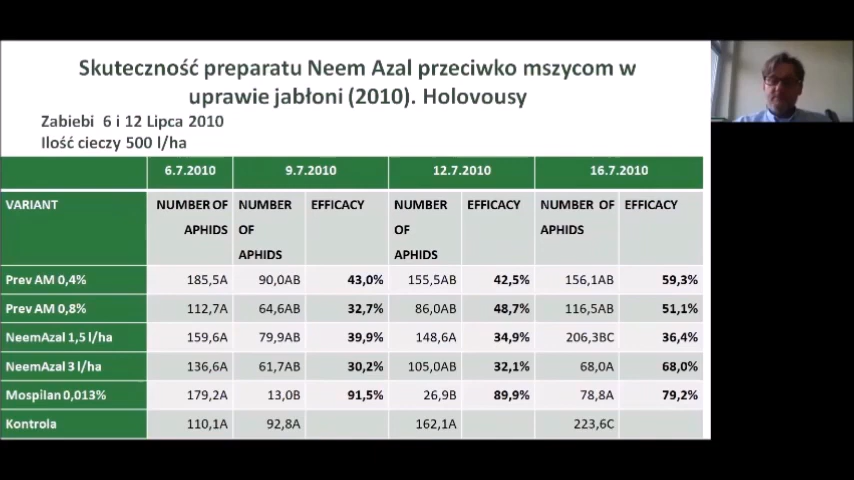 Skuteczność preparatu Neem Azal przeciwko mszycom w
uprawie jabłoni (2010). Holovousy
Zabiebi 6 i 12 Lipca 2010
Ilość cieczy 500 l/ha
6.7.2010 9.7.2010 12.7.2010 16.7.2010
VARIANT NUMBER OF APHIDS NUMBER OF APHIDS EFFICACY NUMBER OF APHIDS EFFICACY NUMBER OF APHIDS EFFICACY
Prev AM 0,4% 185,5A 90,0AB 43,0% 155,5AB 42,5% 156,1AB 59,3%
Prev AM 0,8% 112,7A 64,6AB 32,7% 86,0AB 48,7% 116,5AB 51,1%
NeemAzal 1,5 l/ha 159,6A 79,9AB 39,9% 148,6A 34,9% 206,3BC 36,4%
NeemAzal 3 l/ha 136,6A 61,7AB 30,2% 105,0AB 32,1% 68,0A 68,0%
Mospilan 0,013% 179,2A 13,0B 91,5% 26,9B 89,9% 78,8A 79,2%
Kontrola 110,1A 92,8A 162,1A 223,6C